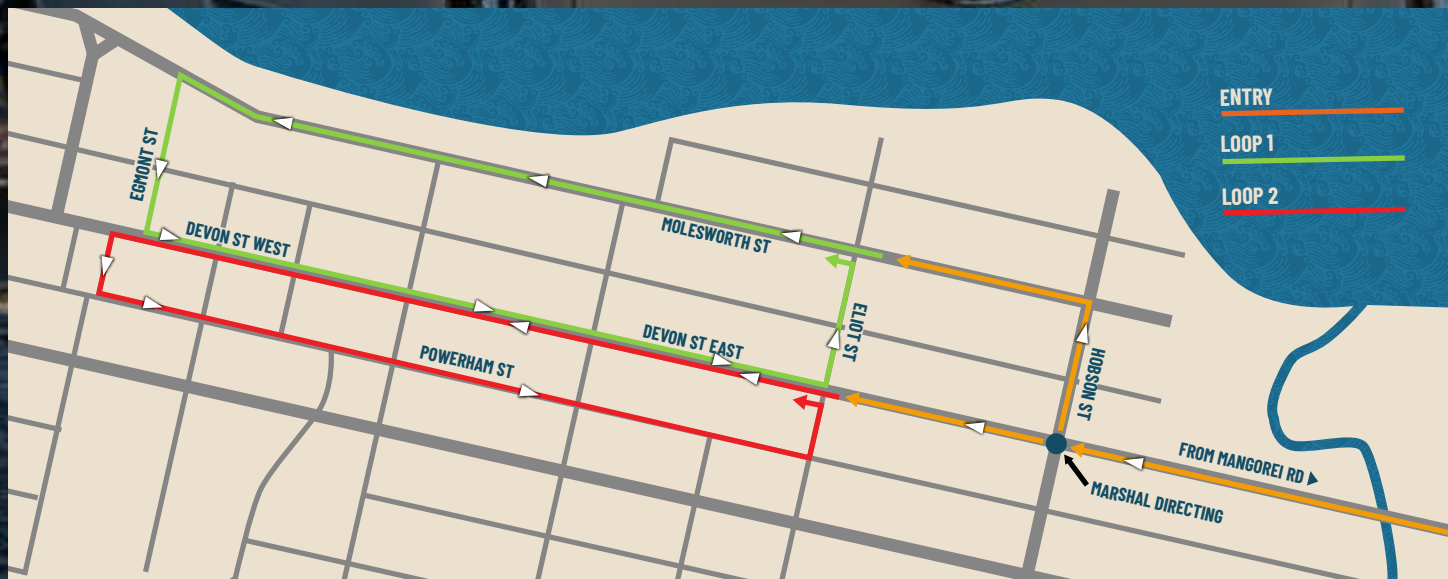 ENTRY
LOOP 1
LOOP 2
EGMONT ST
DEVON ST WEST
MOLESWORTH ST
DEVON ST EAST
ELIOT ST
POWERHAM ST
HOBSON ST
FROM MANGOREI RD
MARSHAL DIRECTING